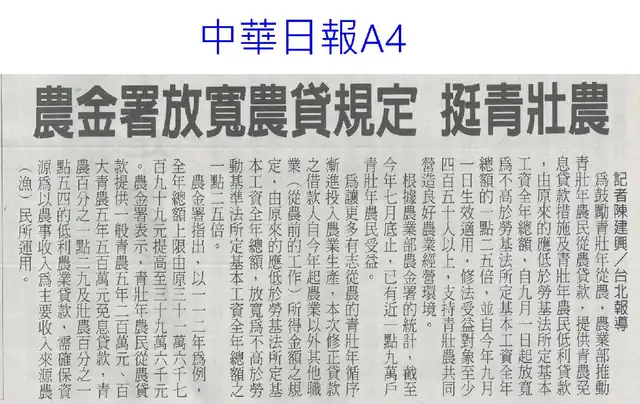 中華日報A4
農金署放寬農貸規定 挺青壯農
記者陳建興／台北報導
為鼓勵青壯年從農，農業部推動
青壯年農民從農貸款，提供青農免
息貸款措施及青壯年農民低利貸款
，由原來的應低於勞基法所定基本
工資全年總額，自九月一日起放寬
為不高於勞基法所定基本工資全年
總額的一點二五倍，並自今年九月
一日生效適用，修法受益對象至少
四百五十人以上，支持青壯農共同
營造良好農業經營環境。
根據農業部農金署的統計，截至
今年七月底止，已有近一點九萬戶
青壯年農民受益。
為讓更多有志從農的青壯年循序
漸進投入農業生產，本次修正貸款
之借款人自今年起農業以外其他職
業（從農前的工作）所得金額之規
定，由原來的應低於勞基法所定基
本工資全年總額，放寬為不高於勞
動基準法所定基本工資全年總額之
一點二五倍。
農金署指出，以一一二年為例，
全年總額上限由原三十一萬六千七
百九十九元提高至三十九萬六千元
。農金署表示，青壯年農民從農貸
款提供一般青農五年二百萬元、百
大青農五年五百萬元免息貸款，青
農百分之一點二九及壯農百分之一
點五四的低利農業貸款，需確保資
源為以農事收入為主要收入來源農
（漁）民所運用。